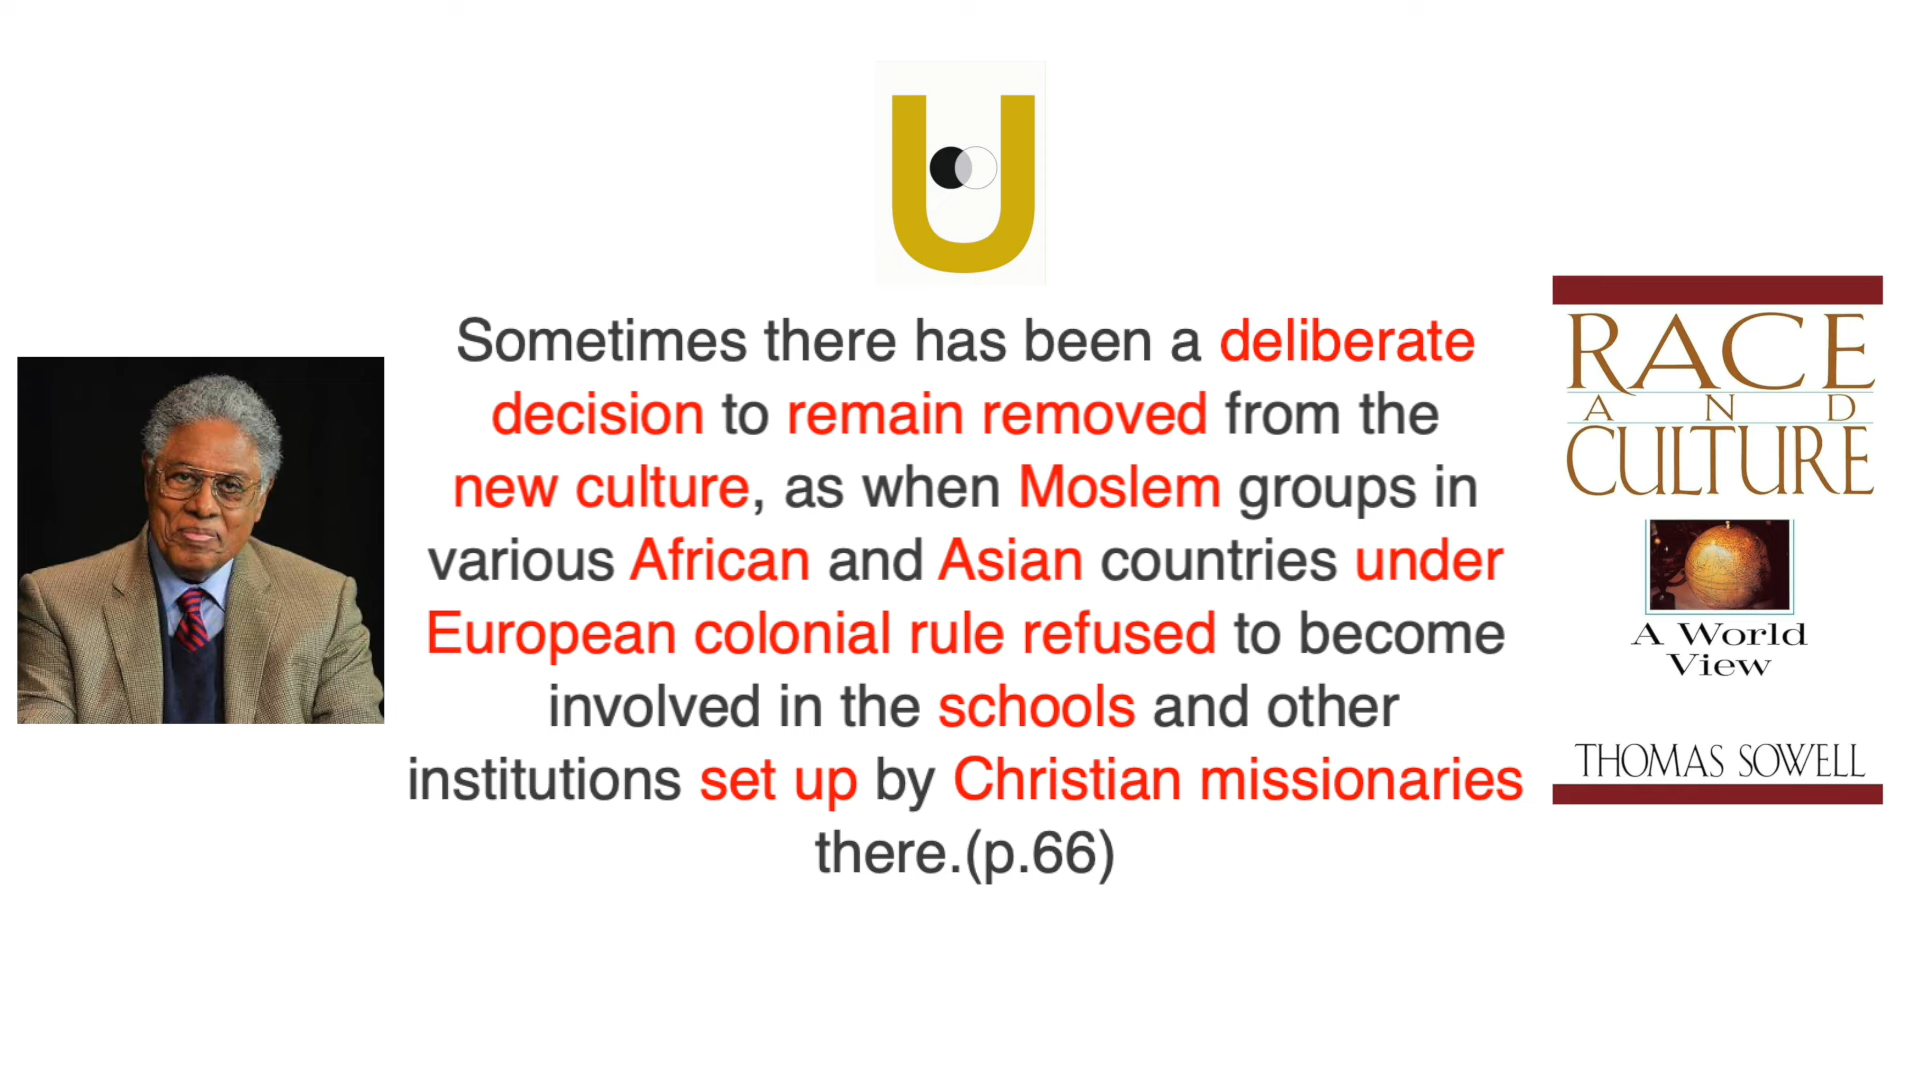 U
Sometimes there has been a deliberate
decision to remain removed from the
new culture, as when Moslem groups in
various African and Asian countries under
European colonial rule refused to become
involved in the schools and other
institutions set up by Christian missionaries
there.(p.66)
RACE
AND
CULTURE
A World
View
THOMAS SOWELL